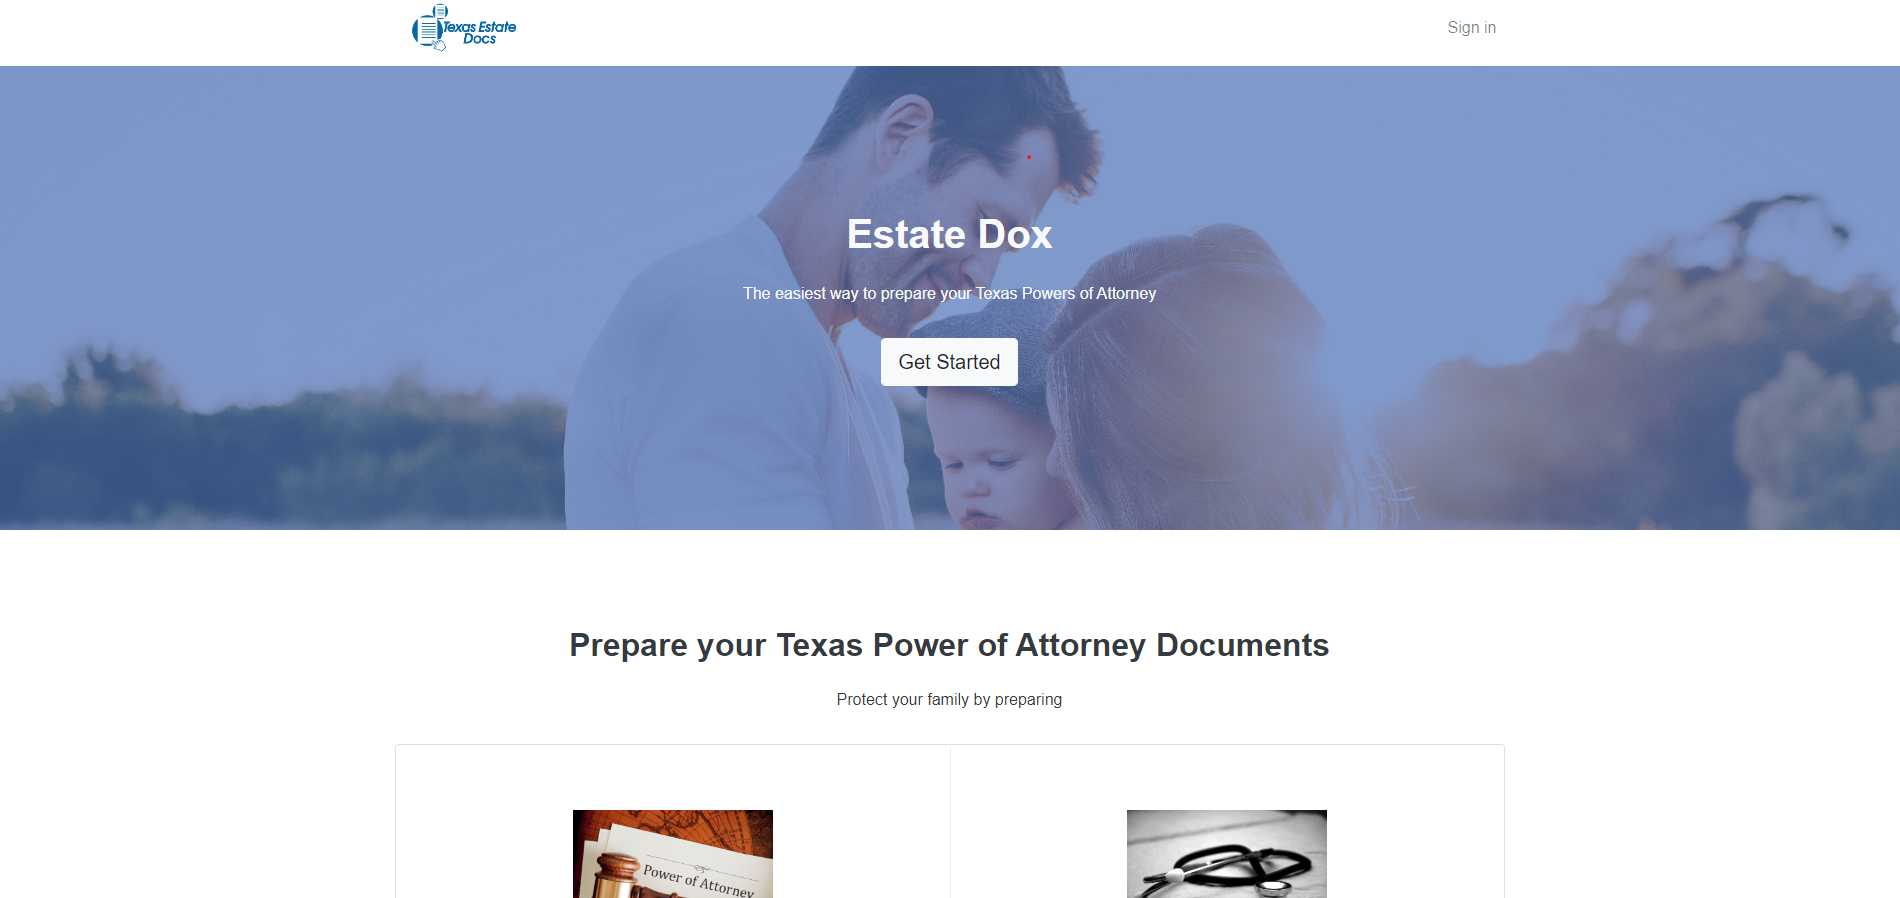 Texas Estate
Docs
Sign in
Estate Dox
The easiest way to prepare your Texas Powers of Attorney
Get Started
Prepare your Texas Power of Attorney Documents
Protect your family by preparing
Power of Attorney